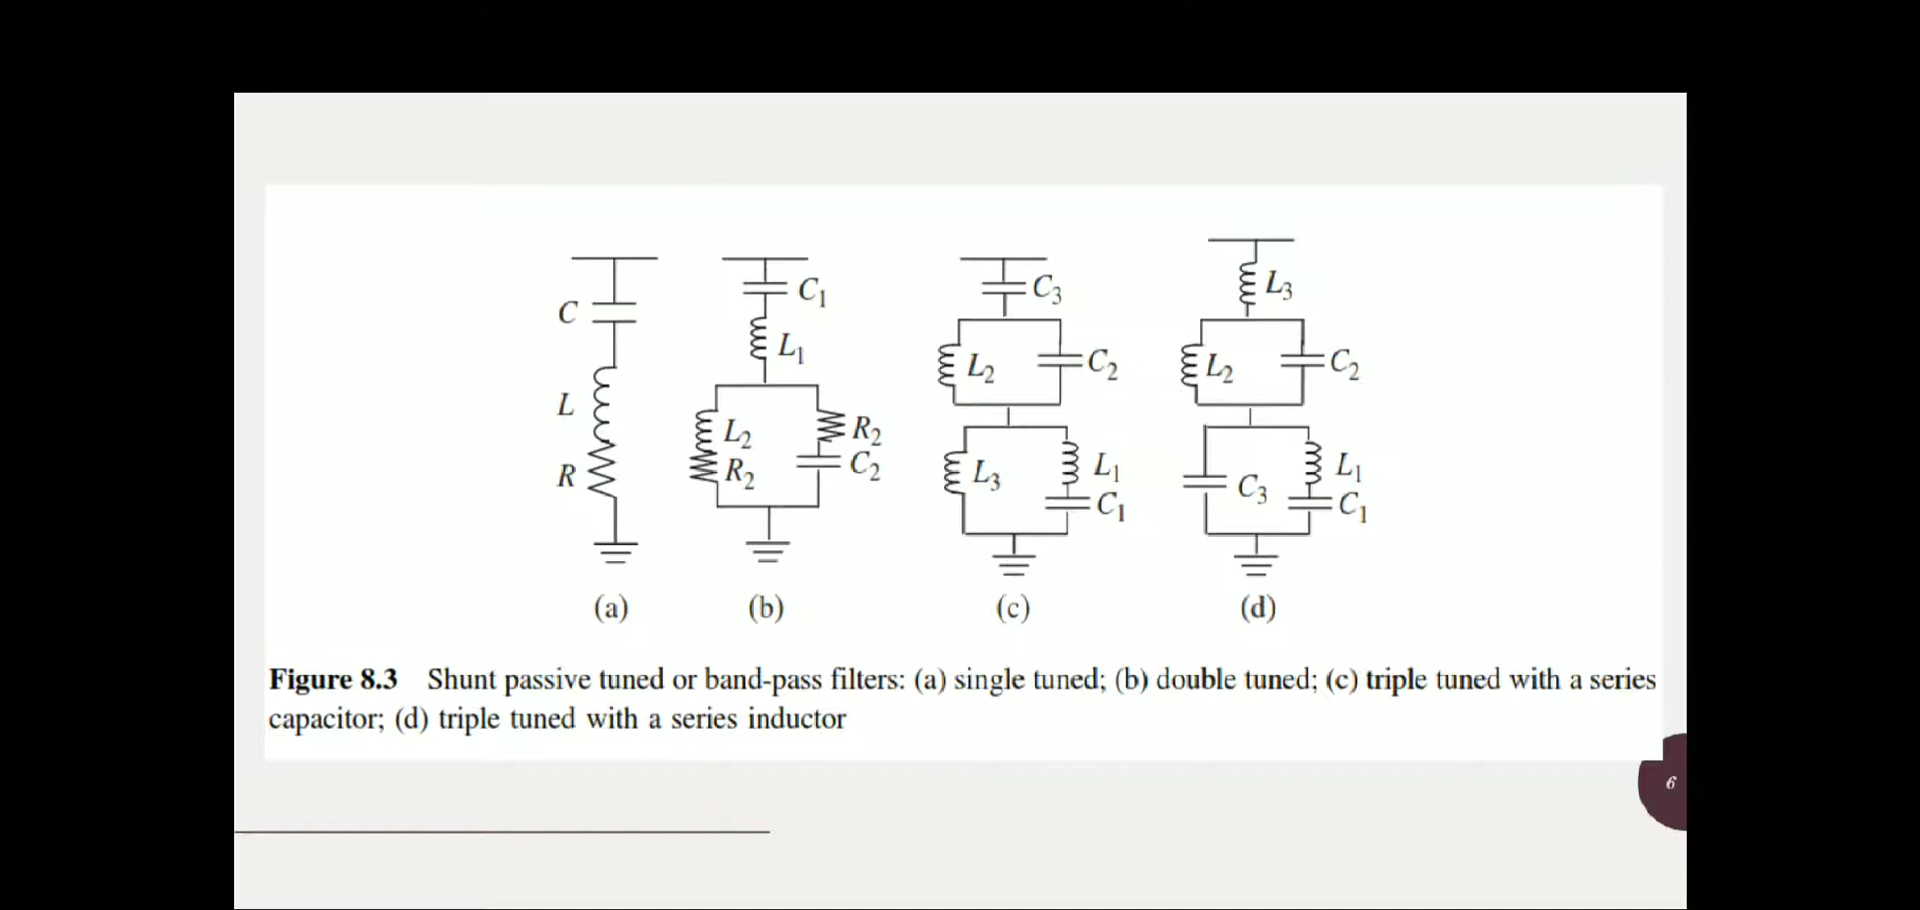 C
L
R
(a)
C1
L1
L2
R2
R2
C2
(b)
C3
L2
C2
L3
L1
C1
(c)
L3
L2
C2
C3
L1
C1
(d)
Figure 8.3 Shunt passive tuned or band-pass filters: (a) single tuned; (b) double tuned; (c) triple tuned with a series
capacitor; (d) triple tuned with a series inductor
6